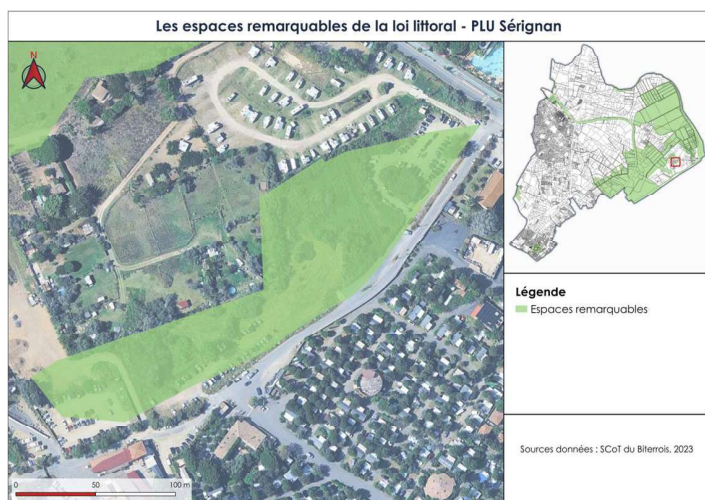 Les espaces remarquables de la loi littoral - PLU Sérignan
N
Légende
Espaces remarquables
Sources données : SCoT du Biterrois, 2023
0 50 100 m